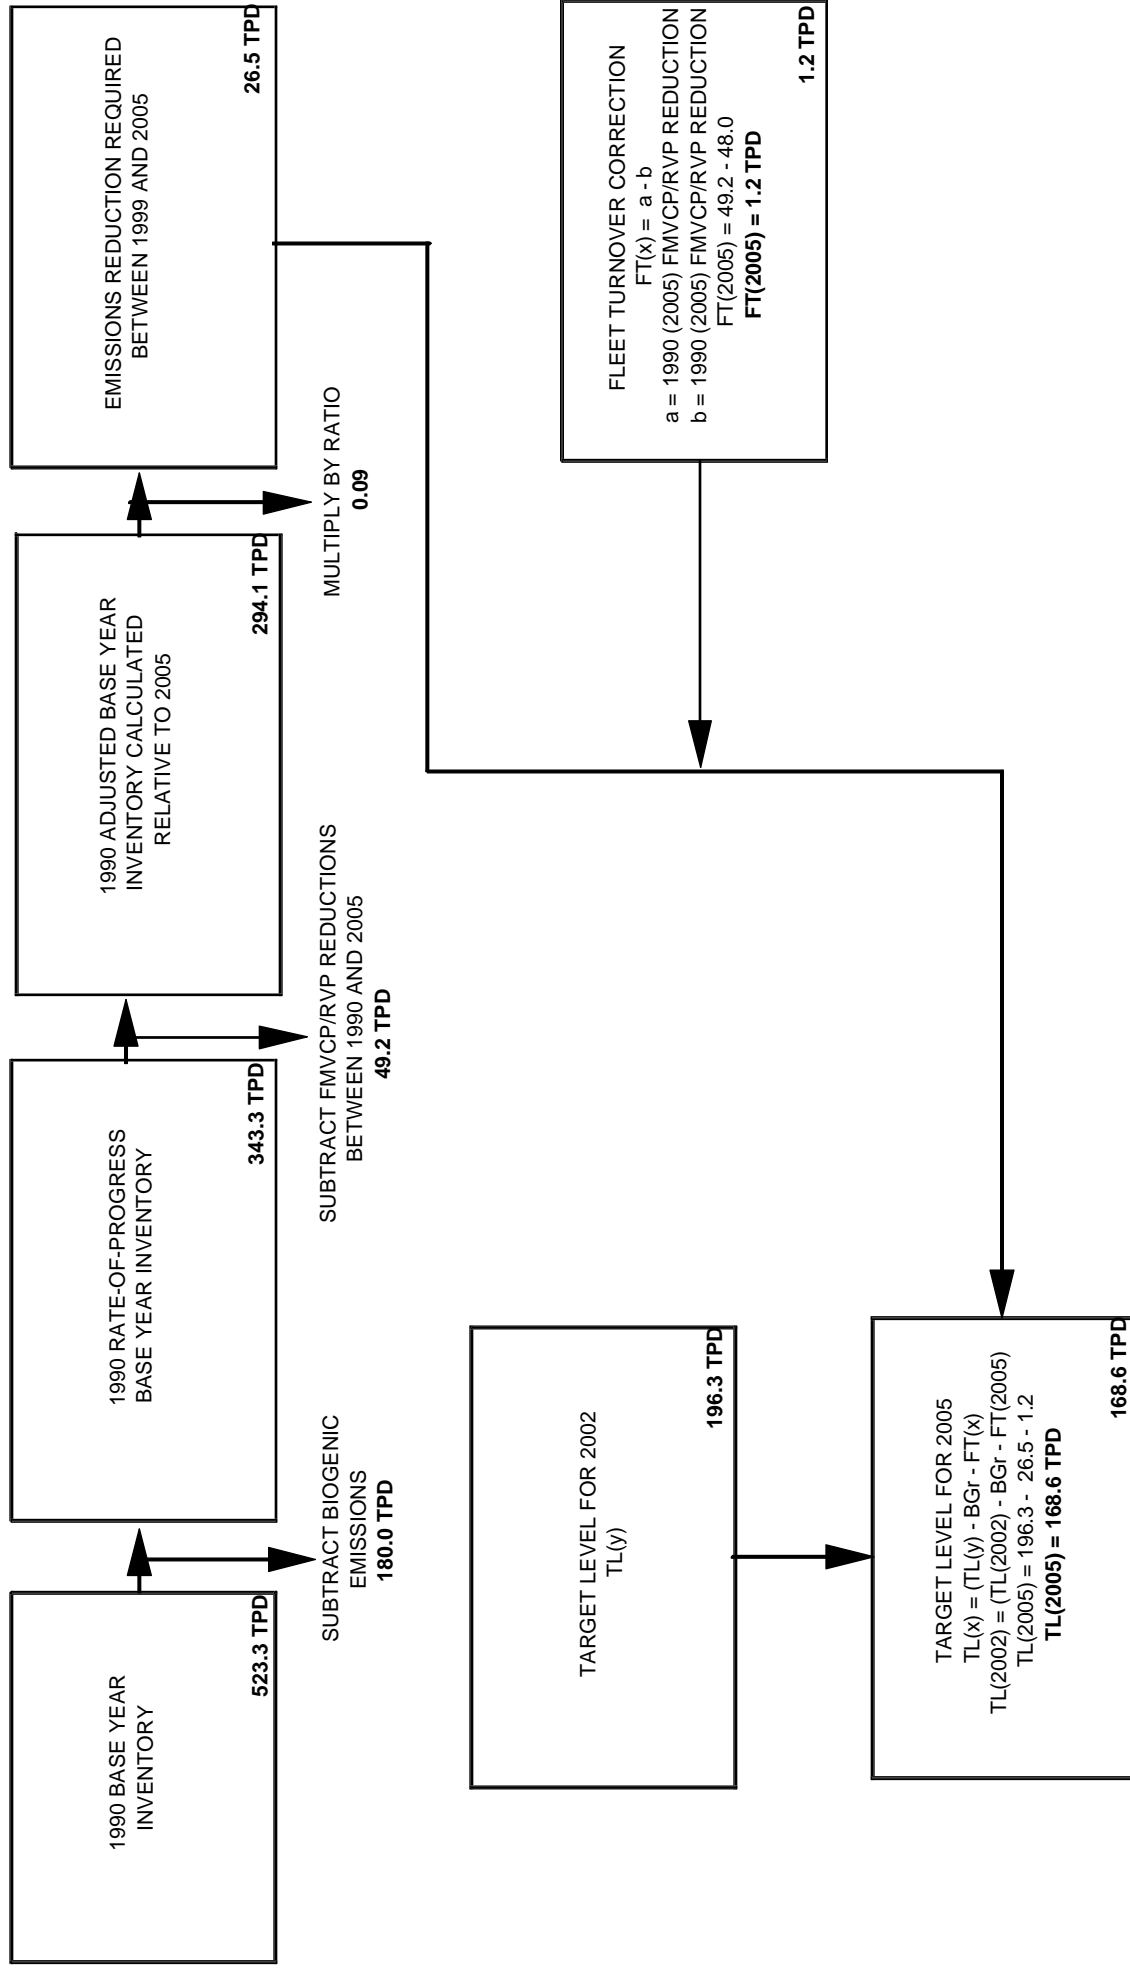 1990 BASE YEAR
INVENTORY
523.3 TPD
SUBTRACT BIOGENIC
EMISSIONS
180.0 TPD
1990 RATE-OF-PROGRESS
BASE YEAR INVENTORY
343.3 TPD
SUBTRACT FMVCP/RVP REDUCTIONS
BETWEEN 1990 AND 2005
49.2 TPD
1990 ADJUSTED BASE YEAR
INVENTORY CALCULATED
RELATIVE TO 2005
294.1 TPD
MULTIPLY BY RATIO
0.09
EMISSIONS REDUCTION REQUIRED
BETWEEN 1999 AND 2005
26.5 TPD
TARGET LEVEL FOR 2002
TL(y)
196.3 TPD
FLEET TURNOVER CORRECTION
FT(x) = a - b
a = 1990 (2005) FMVCP/RVP REDUCTION
b = 1990 (2005) FMVCP/RVP REDUCTION
FT(2005) = 49.2 - 48.0
FT(2005) = 1.2 TPD
1.2 TPD
TARGET LEVEL FOR 2005
TL(x) = (TL(y) - BGr - FT(x)
TL(2002) = (TL(2002) - BGr - FT(2005)
TL(2005) = 196.3 - 26.5 - 1.2
TL(2005) = 168.6 TPD
168.6 TPD